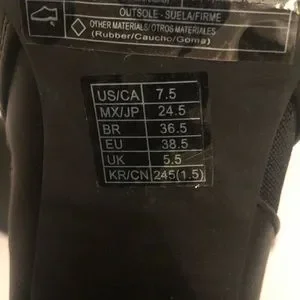 OUTSOLE - SUELA/FIRME
OTHER MATERIALS/OTROS MATERIALES
(Rubber/Caucho/Goma)
US/CA 7.5
MX/JP 24.5
BR 36.5
EU 38.5
UK 5.5
KR/CN 245(1.5)